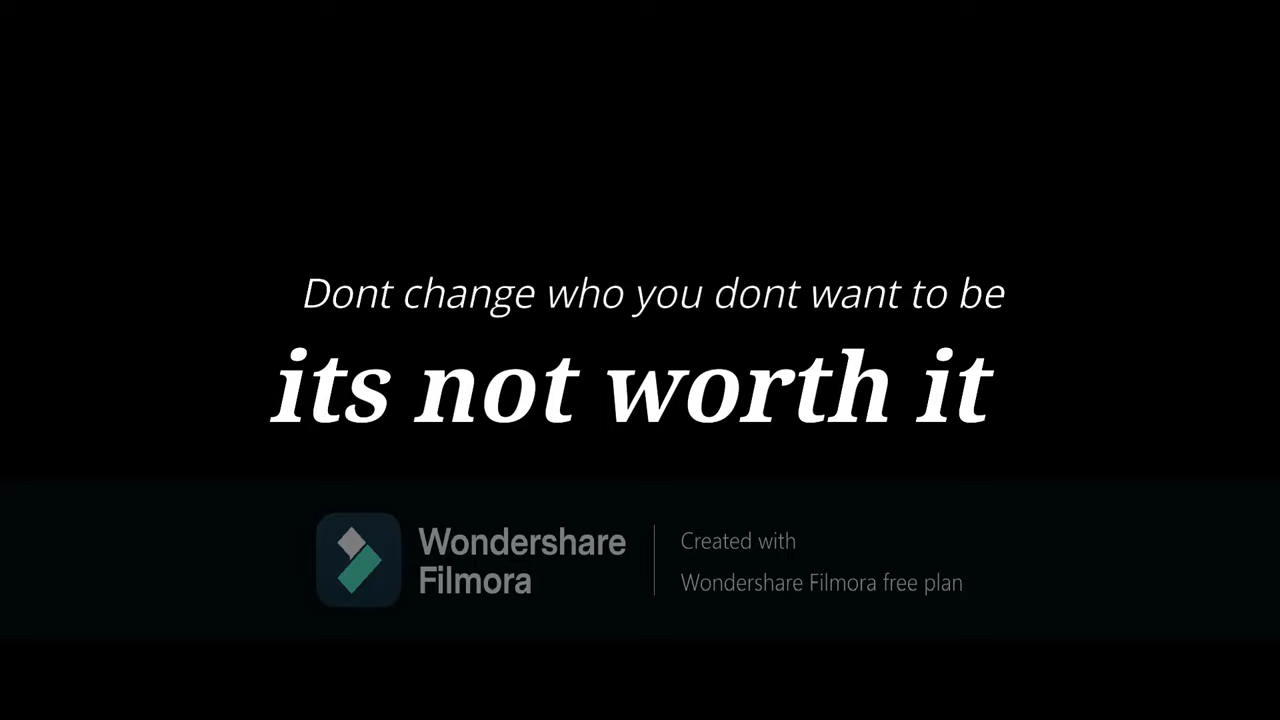 Dont change who you dont want to be
its not worth it
Wondershare
Filmora
Created with
Wondershare Filmora free plan